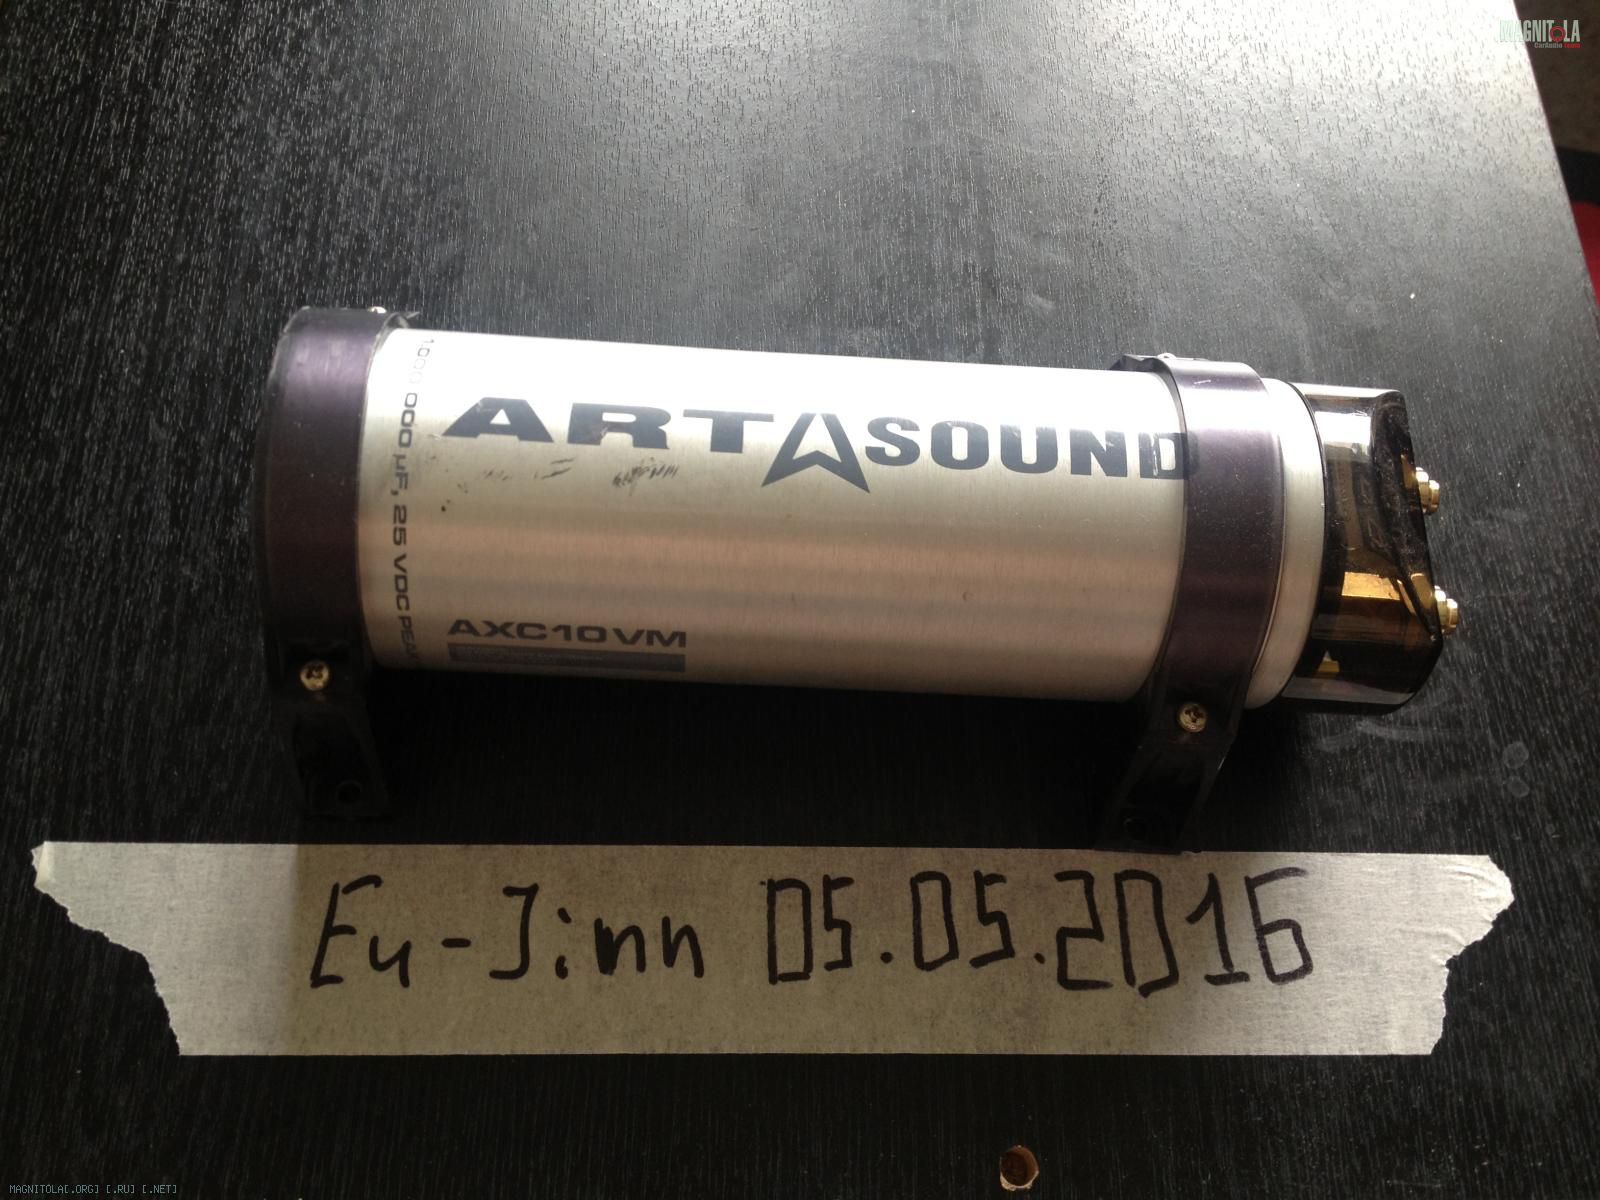 MAGNITOLA
CarAudio
ART SOUND
1.000 000 µF, 25 VDC PEAK
AXC10VM
Eu-Jinn 05.05.2016
MAGNITOLA[.ORG] [.RU] [.NET]